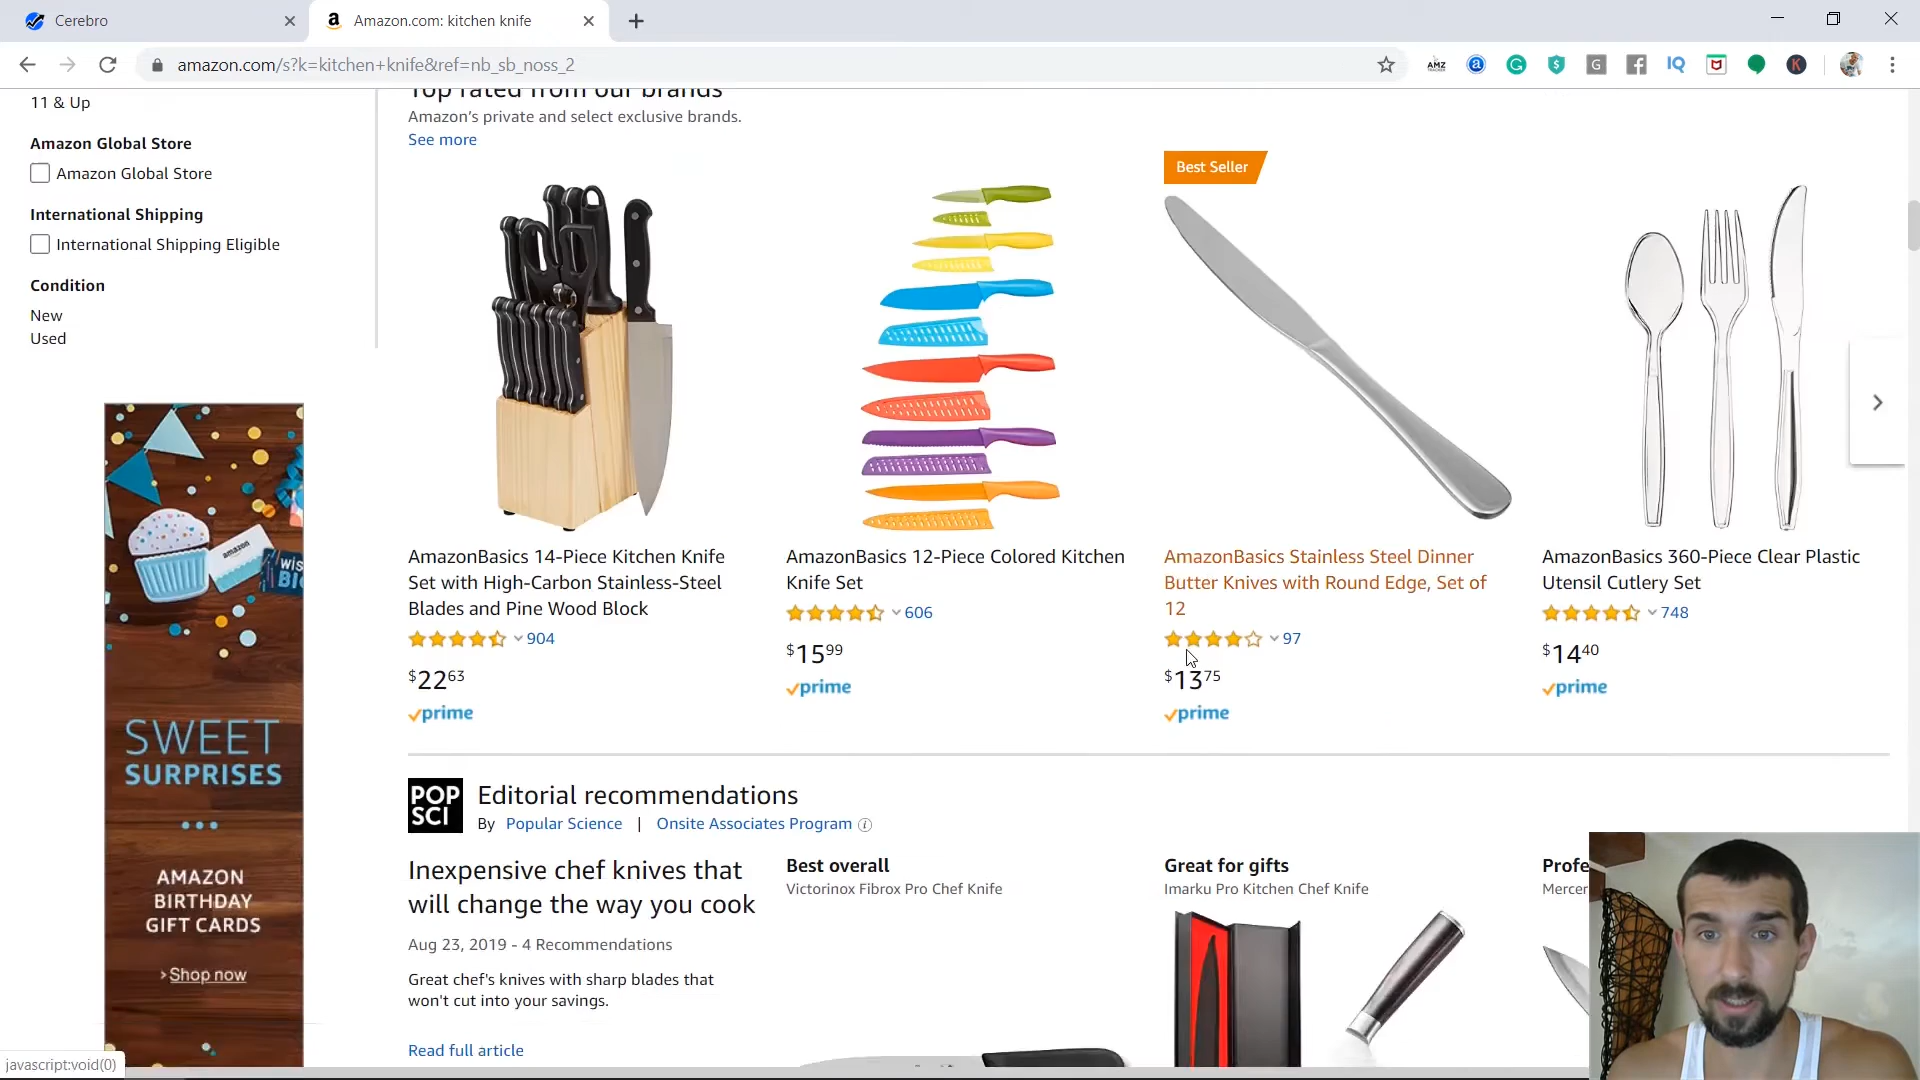 Cerebro
Amazon.com: kitchen knife
amazon.com/s?k=kitchen+knife&ref=nb_sb_noss_2
11 & Up
Amazon Global Store
Amazon Global Store
International Shipping
International Shipping Eligible
Condition
New
Used
amazon
SWEET
SURPRISES
AMAZON
BIRTHDAY
GIFT CARDS
› Shop now
Top rated from our brands
Amazon's private and select exclusive brands.
See more
AmazonBasics 14-Piece Kitchen Knife
Set with High-Carbon Stainless-Steel
Blades and Pine Wood Block
904
$22 63
prime
AmazonBasics 12-Piece Colored Kitchen
Knife Set
606
$15 99
prime
Best Seller
AmazonBasics Stainless Steel Dinner
Butter Knives with Round Edge, Set of
12
97
$13 75
prime
AmazonBasics 360-Piece Clear Plastic
Utensil Cutlery Set
748
$14 40
prime
POP
SCI
Editorial recommendations
By Popular Science | Onsite Associates Program
Inexpensive chef knives that
will change the way you cook
Aug 23, 2019 - 4 Recommendations
Great chef's knives with sharp blades that
won't cut into your savings.
Read full article
Best overall
Victorinox Fibrox Pro Chef Knife
Great for gifts
Imarku Pro Kitchen Chef Knife
Profe
Mercer
javascript:void(0)